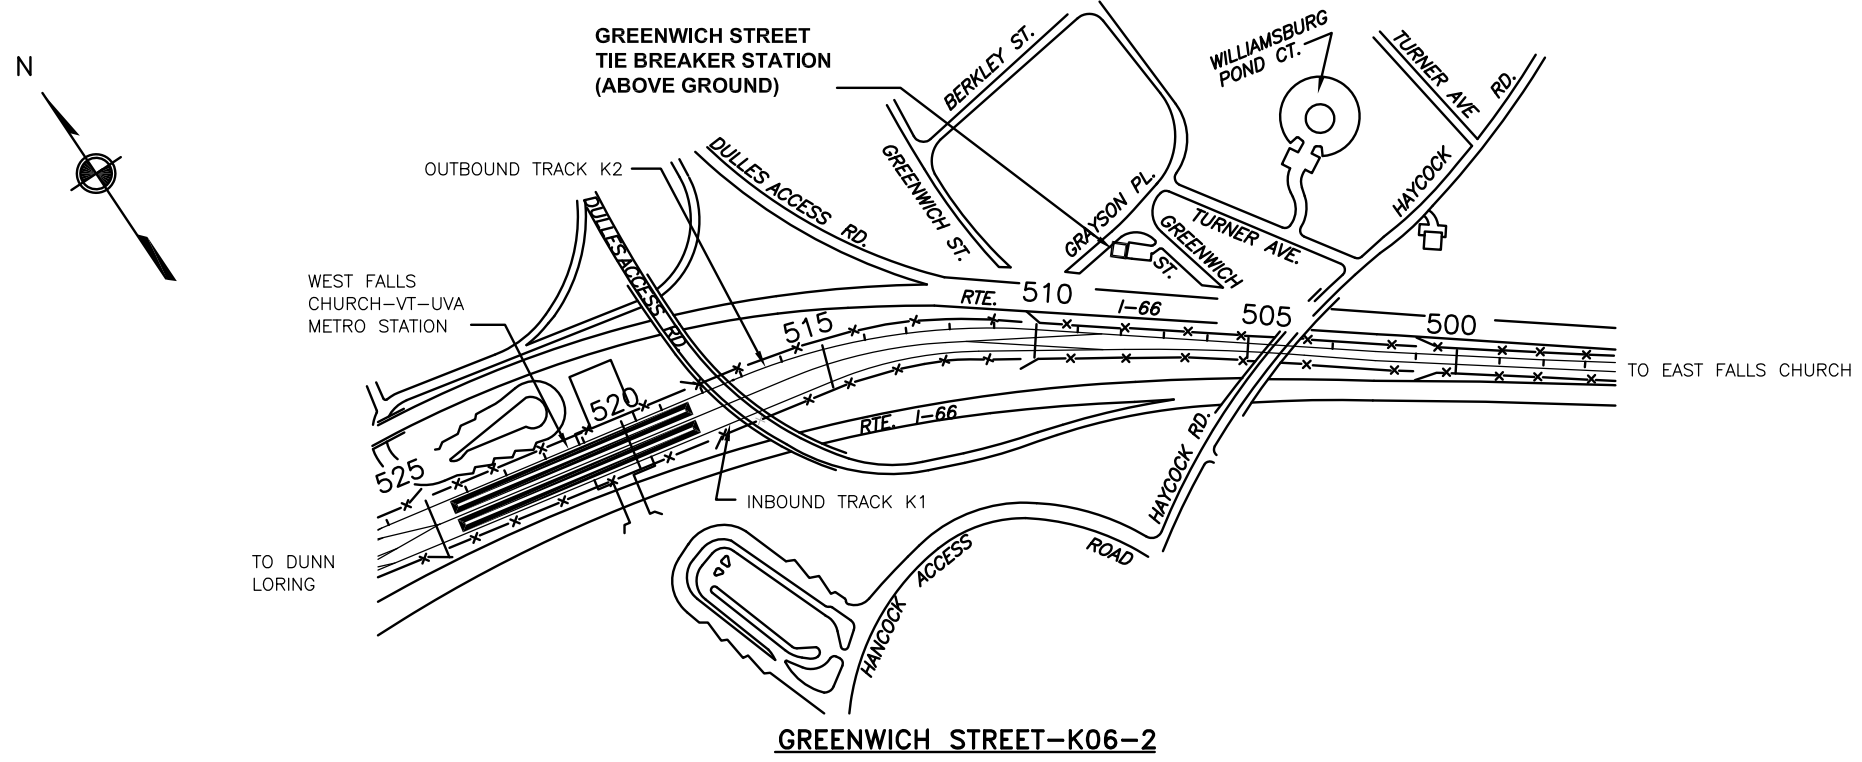 GREENWICH STREET
TIE BREAKER STATION
(ABOVE GROUND)
N
WILLIAMSBURG
POND CT.
TURNER AVE
RD.
BERKLEY ST.
OUTBOUND TRACK K2
DULLES ACCESS RD.
GREENWICH ST.
GRAYSON PL.
HAYCOCK
TURNER AVE.
GREENWICH
ST.
DULLES ACCESS RD.
WEST FALLS
CHURCH-VT-UVA
METRO STATION
RTE.
510
I-66
505
500
515
TO EAST FALLS CHURCH
520
RTE. I-66
HAYCOCK RD.
525
INBOUND TRACK K1
TO DUNN
LORING
HANCOCK
ACCESS
ROAD
GREENWICH STREET-K06-2